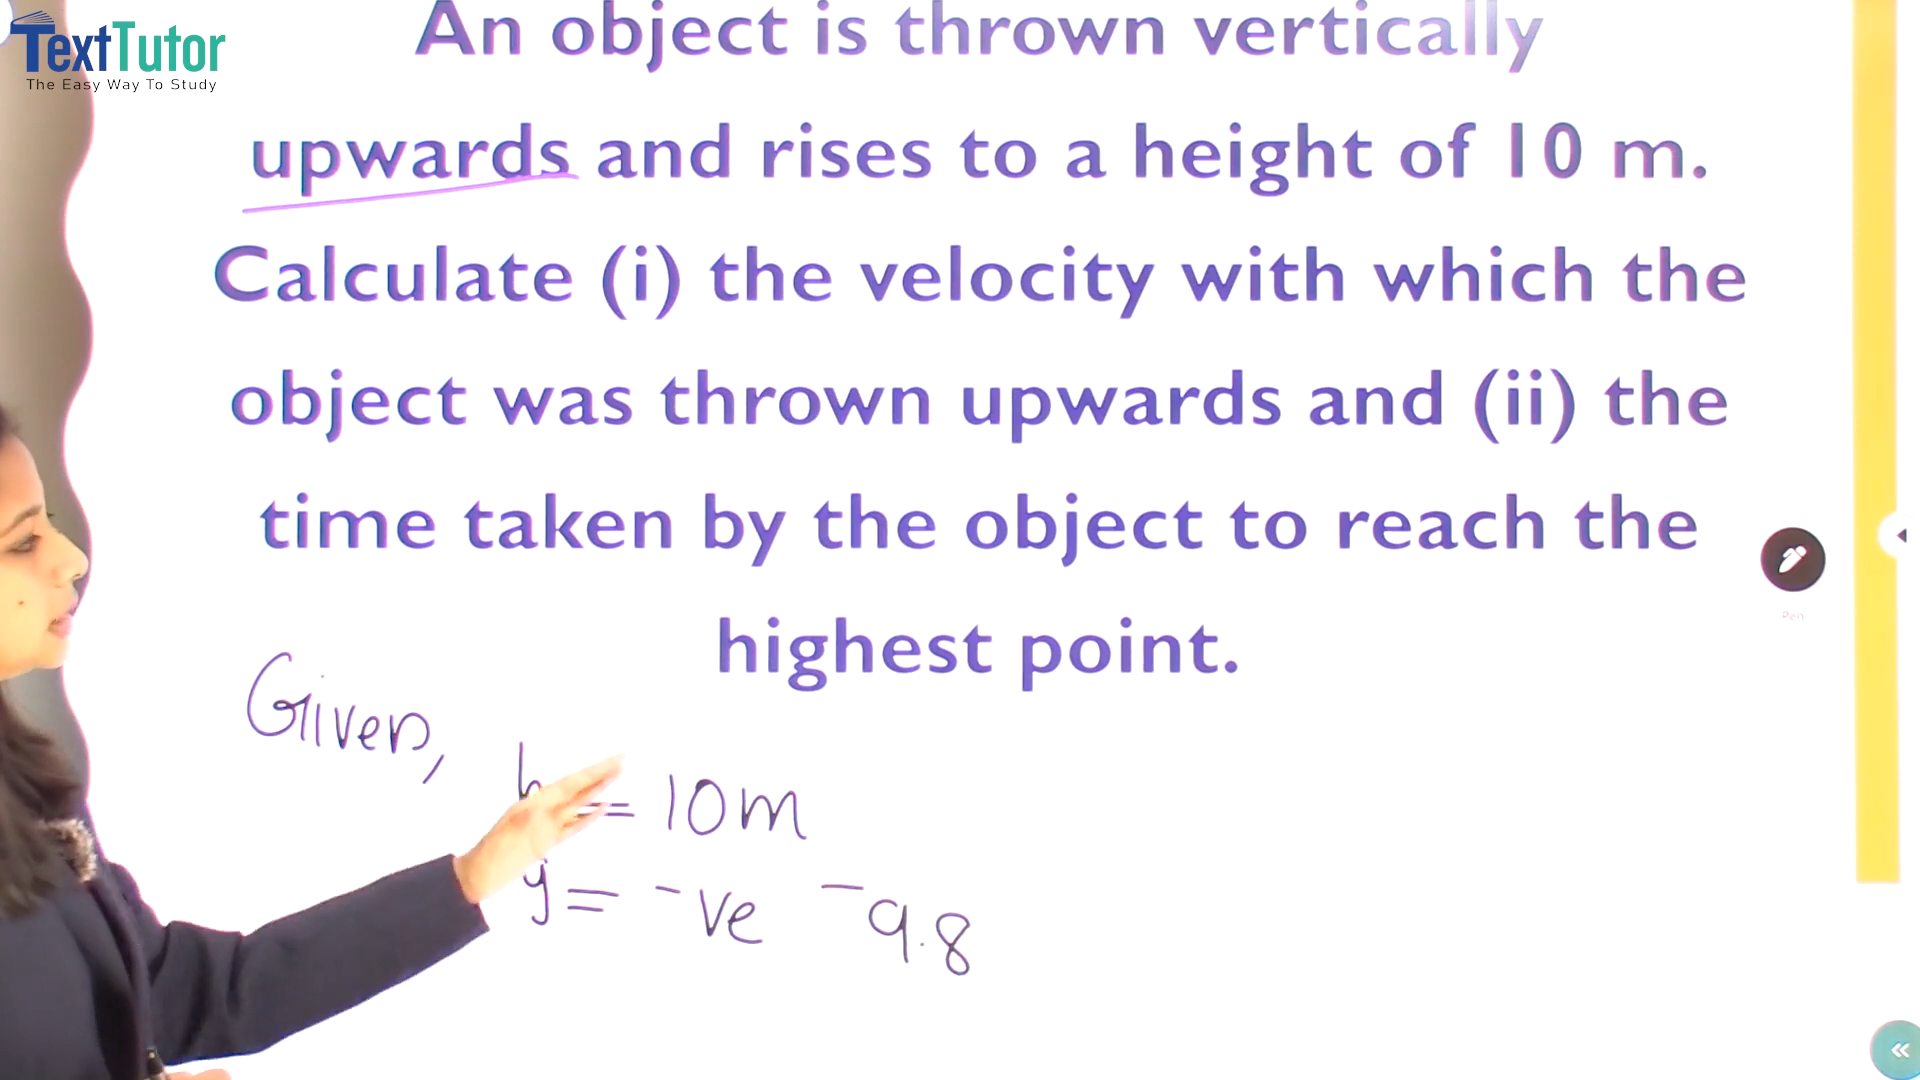 TextTutor
The Easy Way To Study
An object is thrown vertically
upwards and rises to a height of 10 m.
Calculate (i) the velocity with which the
object was thrown upwards and (ii) the
time taken by the object to reach the
highest point.
Pen
Given,
h = 10m
g = -ve -9.8